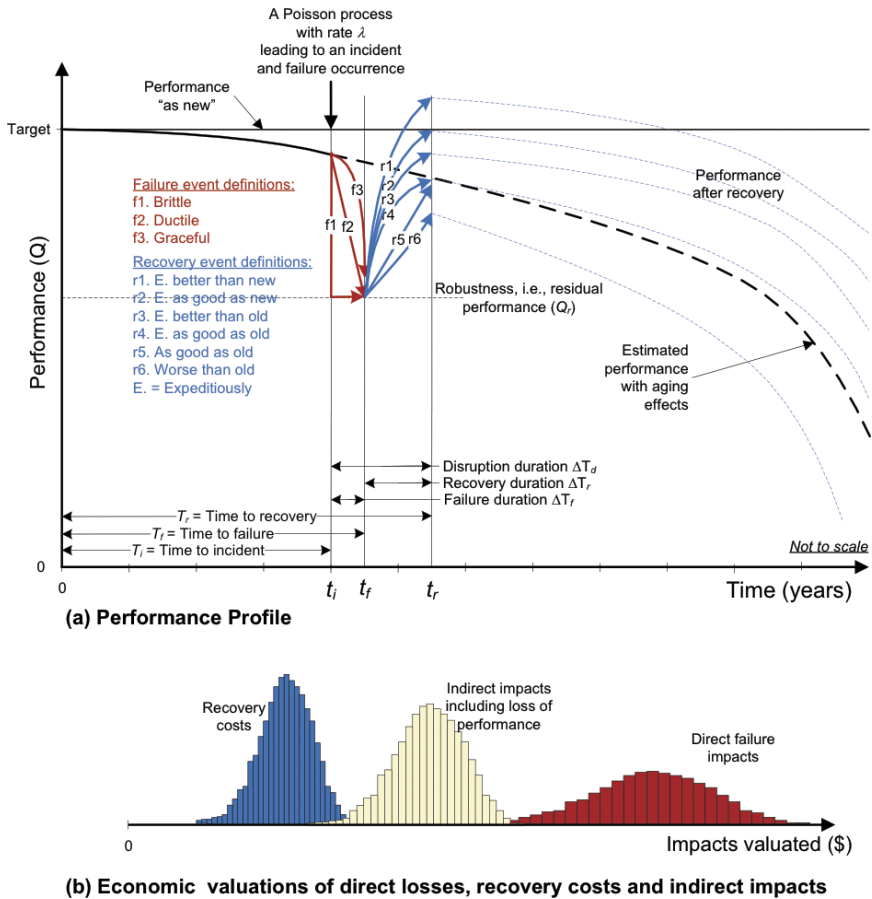 A Poisson process
with rate λ
leading to an incident
and failure occurrence
Performance
"as new"
Target
r1
r2
r3
r4
r5
r6
f3
f1
f2
Performance
after recovery
Failure event definitions:
f1. Brittle
f2. Ductile
f3. Graceful
Recovery event definitions:
r1. E. better than new
r2. E. as good as new
r3. E. better than old
r4. E. as good as old
r5. As good as old
r6. Worse than old
E. = Expeditiously
Performance (Q)
Robustness, i.e., residual
performance (Qr)
Estimated
performance
with aging
effects
Disruption duration ΔTd
Recovery duration ΔTr
Failure duration ΔTf
Tr = Time to recovery
Tf = Time to failure
Ti = Time to incident
Not to scale
0
0
ti
tf
tr
Time (years)
(a) Performance Profile
Recovery
costs
Indirect impacts
including loss of
performance
Direct failure
impacts
0
Impacts valuated ($)
(b) Economic valuations of direct losses, recovery costs and indirect impacts